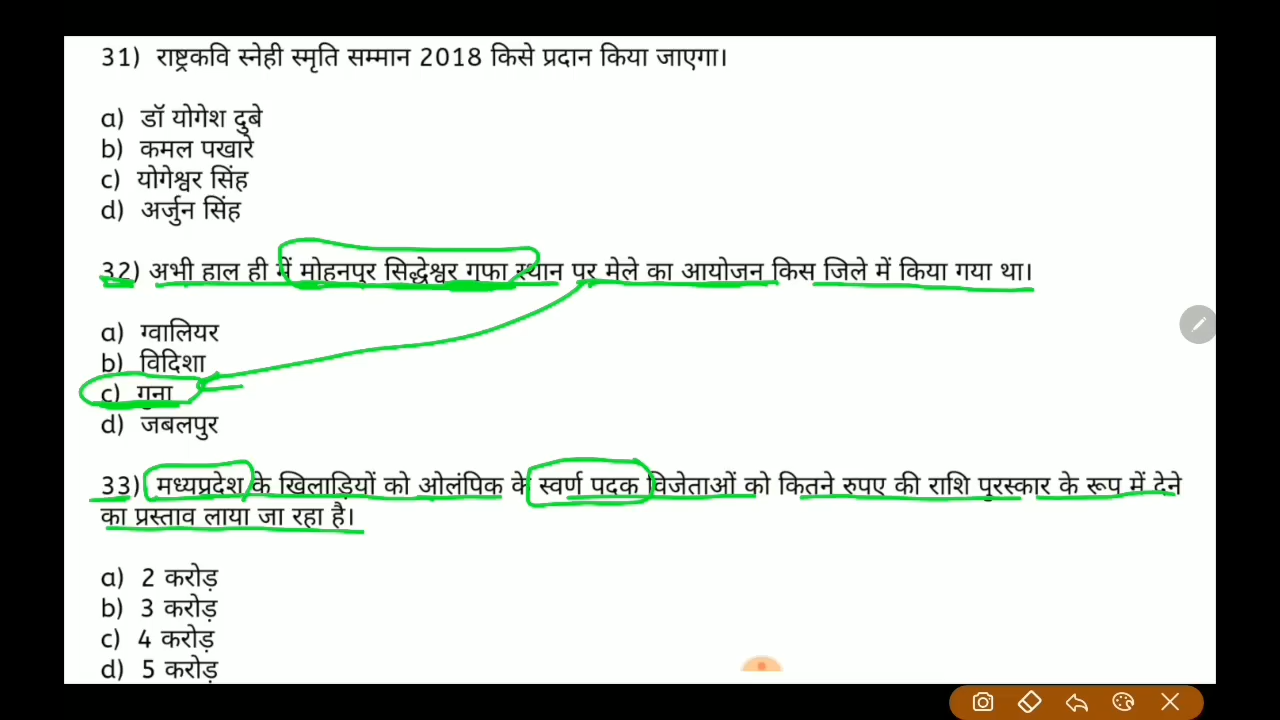 31) राष्ट्रकवि स्नेही स्मृति सम्मान 2018 किसे प्रदान किया जाएगा।
a) डॉ योगेश दुबे
b) कमल पखारे
c) योगेश्वर सिंह
d) अर्जुन सिंह
32) अभी हाल ही में मोहनपुर सिद्धेश्वर गुफा स्थान पर मेले का आयोजन किस जिले में किया गया था।
a) ग्वालियर
b) विदिशा
c) गुना
d) जबलपुर
33) मध्यप्रदेश के खिलाड़ियों को ओलंपिक के स्वर्ण पदक विजेताओं को कितने रुपए की राशि पुरस्कार के रूप में देने
का प्रस्ताव लाया जा रहा है।
a) 2 करोड़
b) 3 करोड़
c) 4 करोड़
d) 5 करोड़